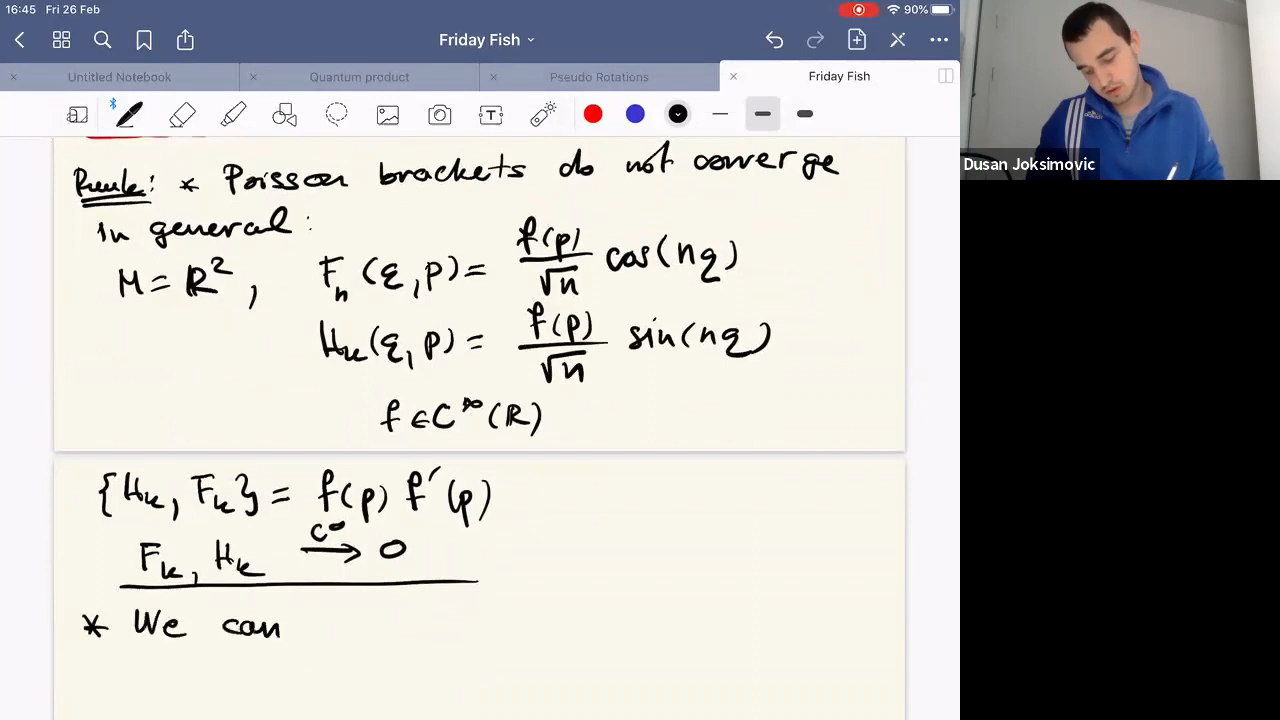 16:45 Fri 26 Feb 90%
Friday Fish
Untitled Notebook Quantum product Pseudo Rotations Friday Fish
Dusan Joksimovic
Rmk: * Poisson brackets do not converge
in general:
M = ℝ², Fₙ(q,p) = f(p)/√n cos(nq)
Hₖ(q,p) = f(p)/√n sin(nq)
f ∈ C^∞(ℝ)
{Hₖ, Fₖ} = f(p) f'(p)
Fₖ, Hₖ —C⁰→ 0
* We can